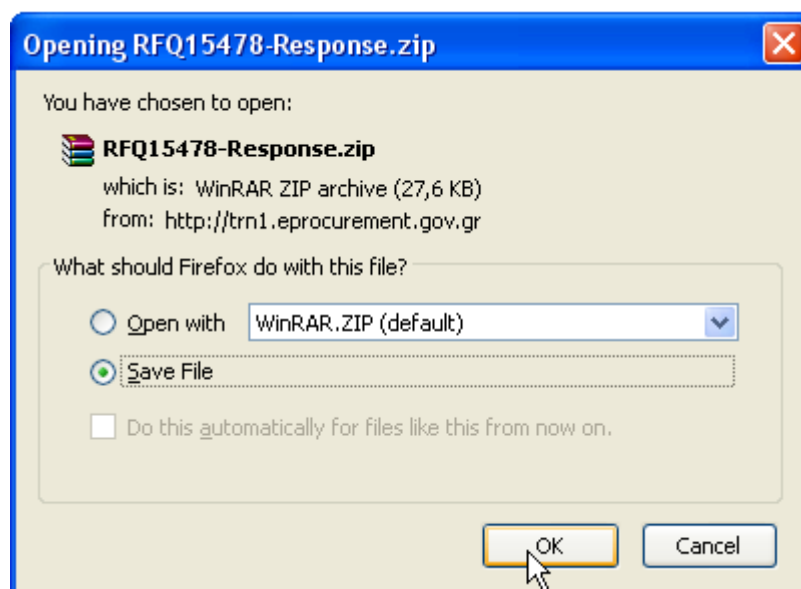 Opening RFQ15478-Response.zip
You have chosen to open:
RFQ15478-Response.zip
which is: WinRAR ZIP archive (27,6 KB)
from: http://trn1.eprocurement.gov.gr
What should Firefox do with this file?
Open with WinRAR.ZIP (default)
Save File
Do this automatically for files like this from now on.
OK Cancel